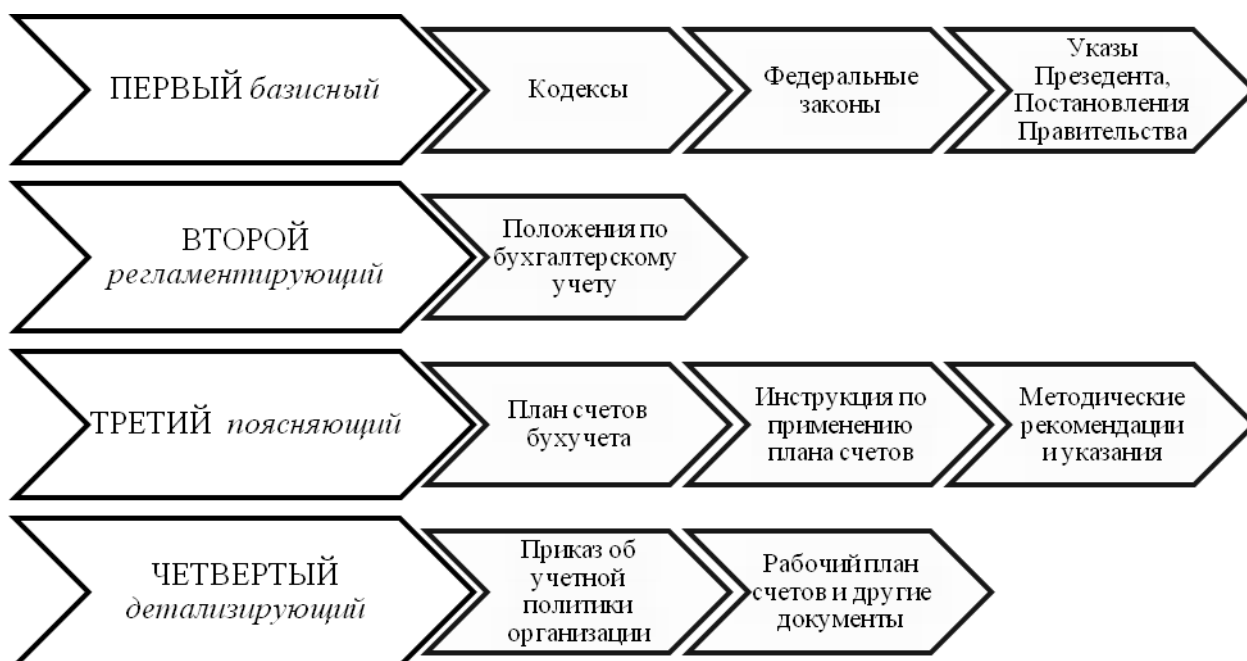 ПЕРВЫЙ базисный
Кодексы
Федеральные
законы
Указы
Презедента,
Постановления
Правительства
ВТОРОЙ
регламентирующий
Положения по
бухгалтерскому
учету
ТРЕТИЙ поясняющий
План счетов
бухучета
Инструкция по
применению
плана счетов
Методические
рекомендации
и указания
ЧЕТВЕРТЫЙ
детализирующий
Приказ об
учетной
политики
организации
Рабочий план
счетов и другие
документы